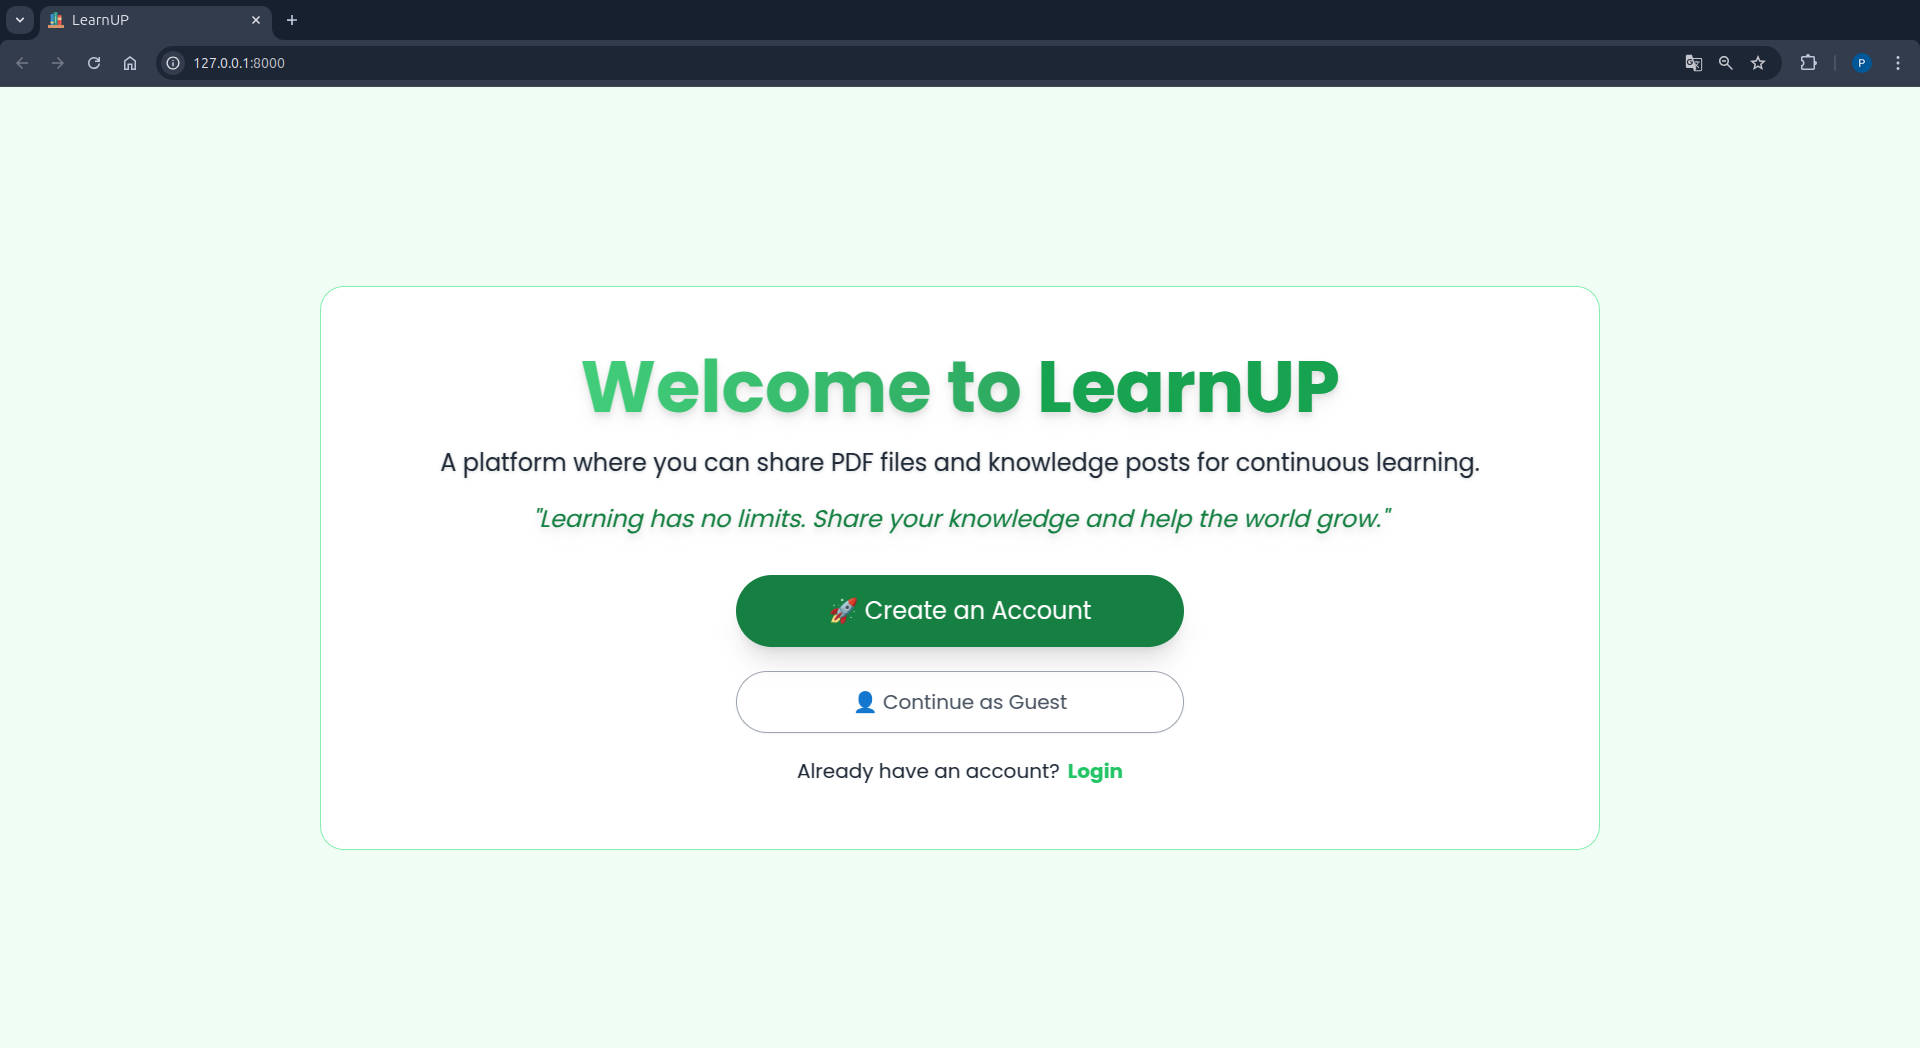 LearnUP
127.0.0.1:8000
P
Welcome to LearnUP
A platform where you can share PDF files and knowledge posts for continuous learning.
"Learning has no limits. Share your knowledge and help the world grow."
🚀 Create an Account
👤 Continue as Guest
Already have an account? Login